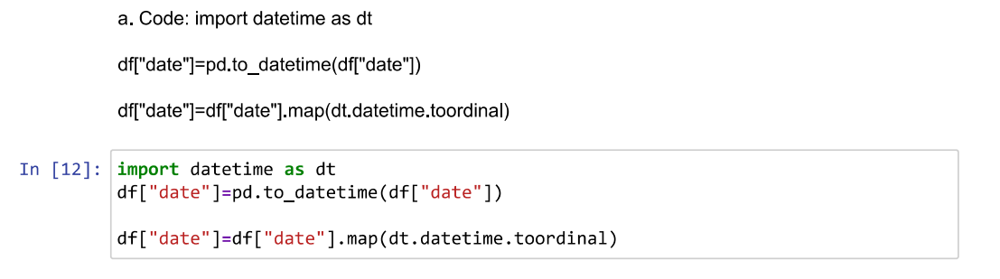 a. Code: import datetime as dt
df["date"]=pd.to_datetime(df["date"])
df["date"]=df["date"].map(dt.datetime.toordinal)
In [12]: import datetime as dt
df["date"]=pd.to_datetime(df["date"])
df["date"]=df["date"].map(dt.datetime.toordinal)